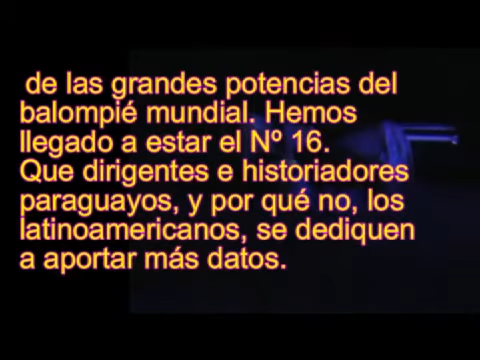 de las grandes potencias del
balompié mundial. Hemos
llegado a estar el Nº 16.
Que dirigentes e historiadores
paraguayos, y por qué no, los
latinoamericanos, se dediquen
a aportar más datos.